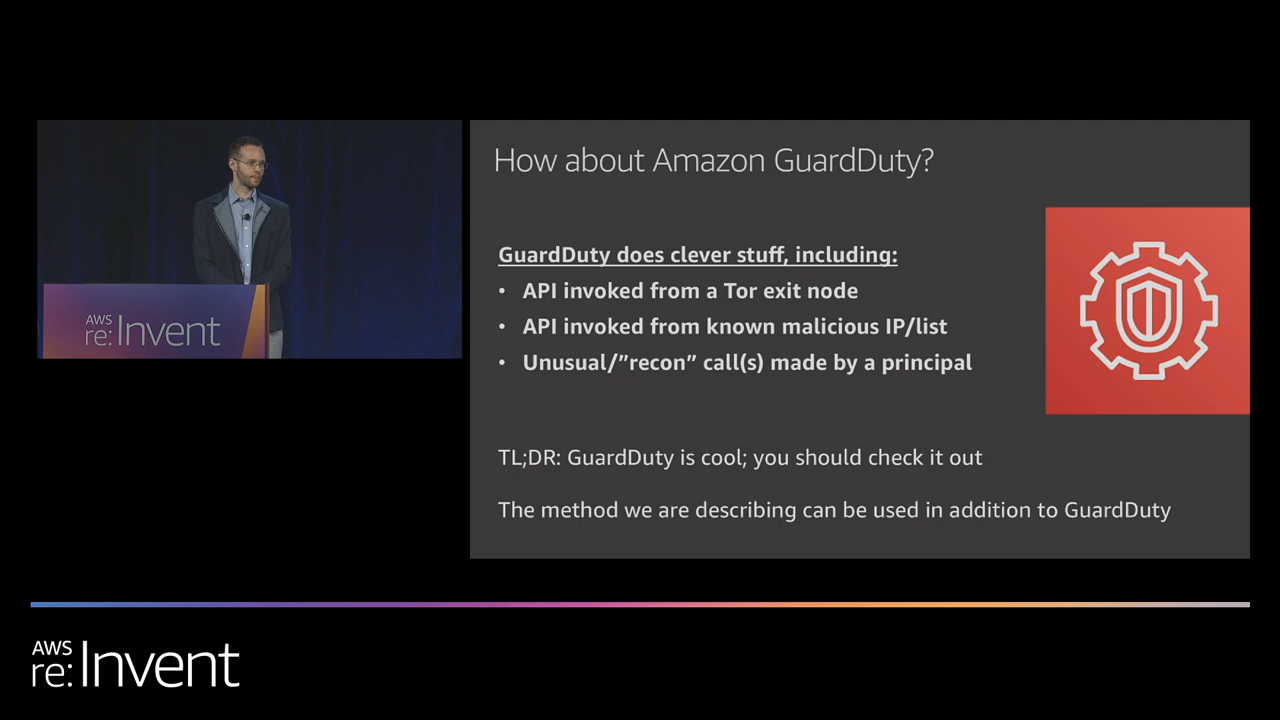 How about Amazon GuardDuty?
GuardDuty does clever stuff, including:
• API invoked from a Tor exit node
• API invoked from known malicious IP/list
• Unusual/”recon” call(s) made by a principal
TL;DR: GuardDuty is cool; you should check it out
The method we are describing can be used in addition to GuardDuty
AWS
re:Invent
AWS
re:Invent